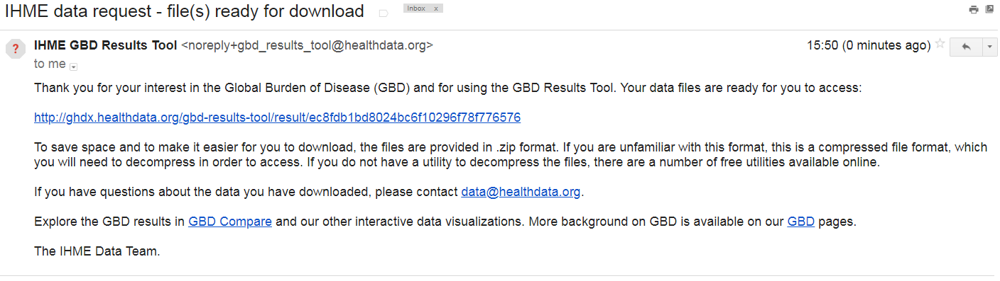 IHME data request - file(s) ready for download
Inbox x
?
IHME GBD Results Tool <noreply+gbd_results_tool@healthdata.org>
15:50 (0 minutes ago)
to me
Thank you for your interest in the Global Burden of Disease (GBD) and for using the GBD Results Tool. Your data files are ready for you to access:
http://ghdx.healthdata.org/gbd-results-tool/result/ec8fdb1bd8024bc6f10296f78f776576
To save space and to make it easier for you to download, the files are provided in .zip format. If you are unfamiliar with this format, this is a compressed file format, which
you will need to decompress in order to access. If you do not have a utility to decompress the files, there are a number of free utilities available online.
If you have questions about the data you have downloaded, please contact data@healthdata.org.
Explore the GBD results in GBD Compare and our other interactive data visualizations. More background on GBD is available on our GBD pages.
The IHME Data Team.